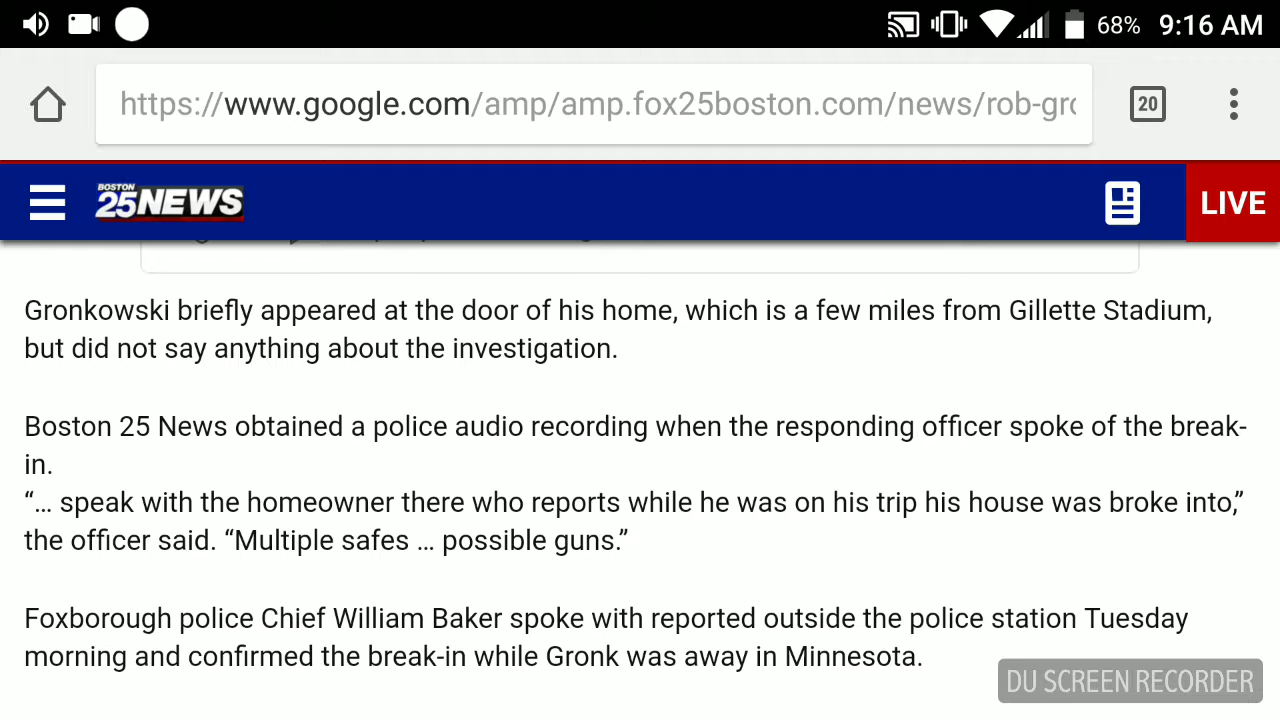 68% 9:16 AM
https://www.google.com/amp/amp.fox25boston.com/news/rob-gro
20
BOSTON
25 NEWS
LIVE
Gronkowski briefly appeared at the door of his home, which is a few miles from Gillette Stadium,
but did not say anything about the investigation.
Boston 25 News obtained a police audio recording when the responding officer spoke of the break-
in.
“… speak with the homeowner there who reports while he was on his trip his house was broke into,”
the officer said. “Multiple safes … possible guns.”
Foxborough police Chief William Baker spoke with reported outside the police station Tuesday
morning and confirmed the break-in while Gronk was away in Minnesota.
DU SCREEN RECORDER